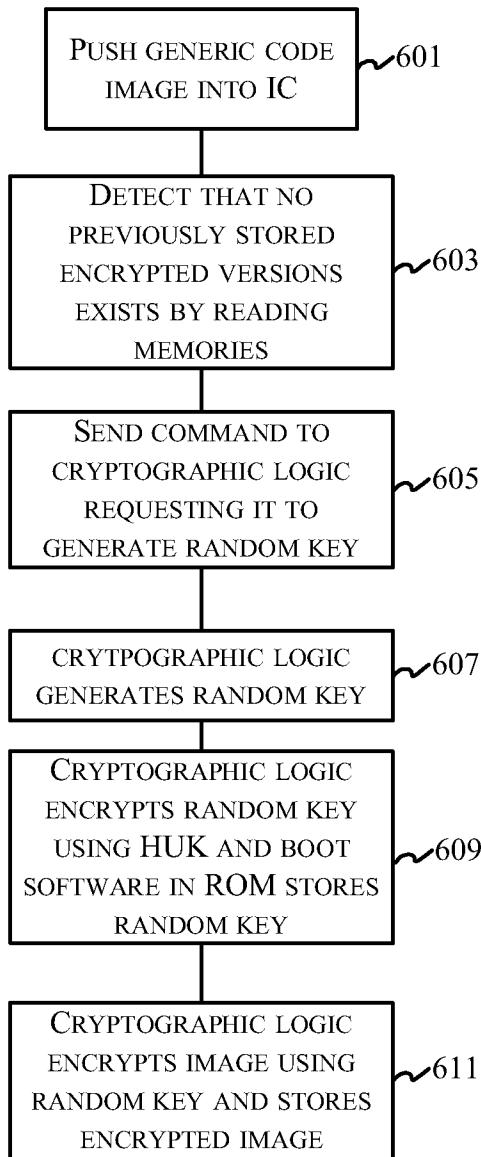 PUSH GENERIC CODE
IMAGE INTO IC
601
DETECT THAT NO
PREVIOUSLY STORED
ENCRYPTED VERSIONS
EXISTS BY READING
MEMORIES
603
SEND COMMAND TO
CRYPTOGRAPHIC LOGIC
REQUESTING IT TO
GENERATE RANDOM KEY
605
CRYTPOGRAPHIC LOGIC
GENERATES RANDOM KEY
607
CRYPTOGRAPHIC LOGIC
ENCRYPTS RANDOM KEY
USING HUK AND BOOT
SOFTWARE IN ROM STORES
RANDOM KEY
609
CRYPTOGRAPHIC LOGIC
ENCRYPTS IMAGE USING
RANDOM KEY AND STORES
ENCRYPTED IMAGE
611